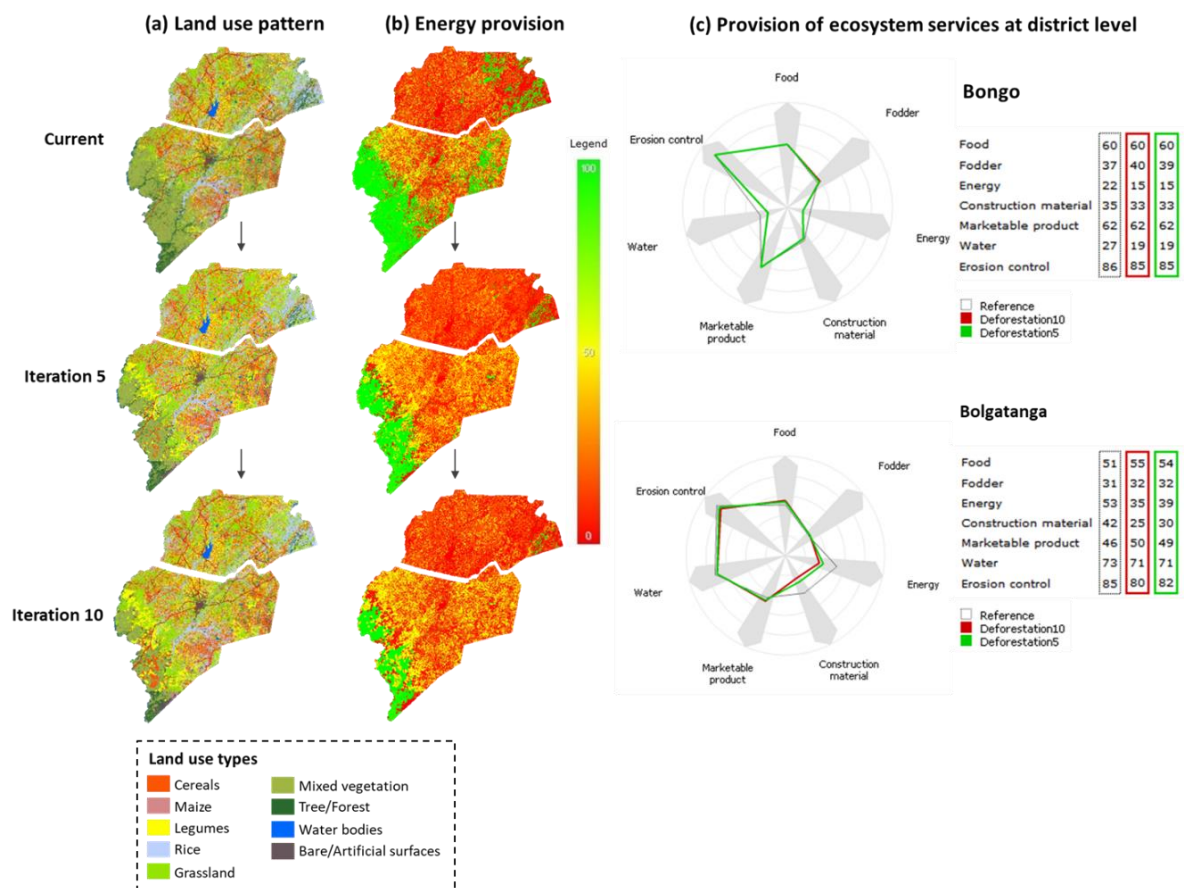 (a) Land use pattern
(b) Energy provision
(c) Provision of ecosystem services at district level
Current
Iteration 5
Iteration 10
Legend
100
50
0
Food
Fodder
Energy
Construction
material
Marketable
product
Water
Erosion control
Bongo
Food 60 60 60
Fodder 37 40 39
Energy 22 15 15
Construction material 35 33 33
Marketable product 62 62 62
Water 27 19 19
Erosion control 86 85 85
Reference
Deforestation10
Deforestation5
Food
Fodder
Energy
Construction
material
Marketable
product
Water
Erosion control
Bolgatanga
Food 51 55 54
Fodder 31 32 32
Energy 53 35 39
Construction material 42 25 30
Marketable product 46 50 49
Water 73 71 71
Erosion control 85 80 82
Reference
Deforestation10
Deforestation5
Land use types
Cereals
Maize
Legumes
Rice
Grassland
Mixed vegetation
Tree/Forest
Water bodies
Bare/Artificial surfaces